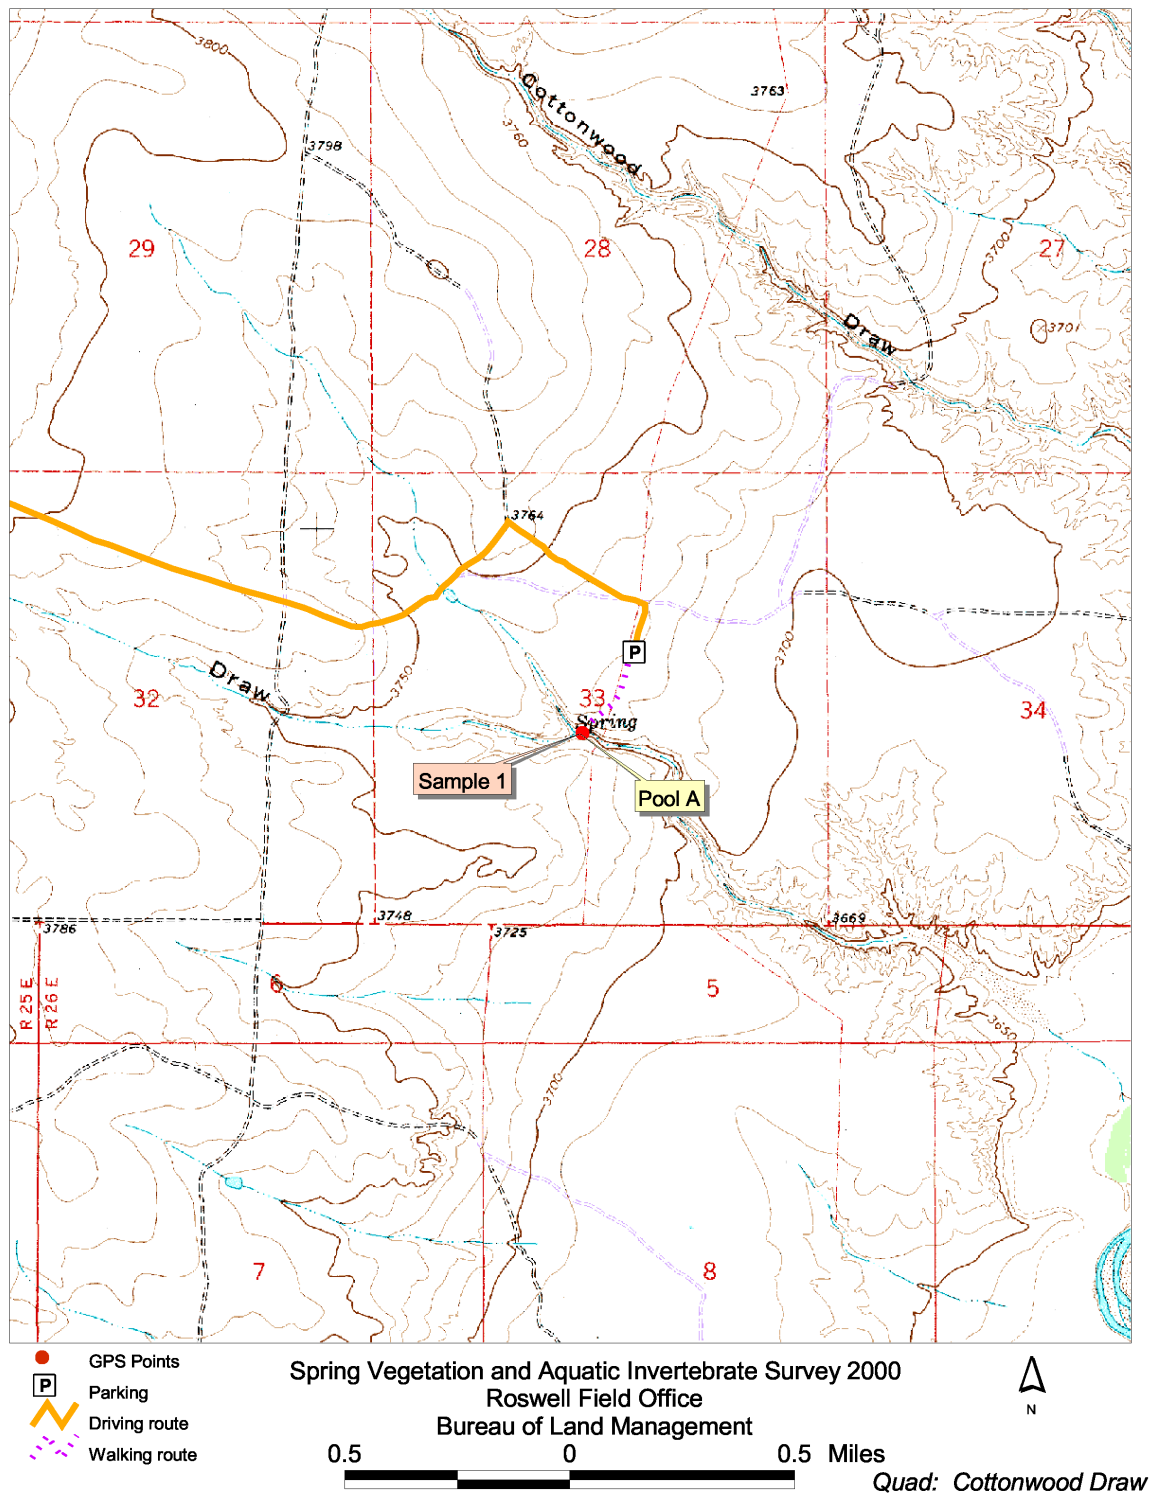 3800
3763
Cottonwood
3760
3798
29
28
3700
27
Draw
3701
3764
3700
3750
Draw
32
33
34
Spring
Sample 1
Pool A
3748
3669
3786
3725
R 25 E
R 26 E
6
5
3650
3700
7
8
GPS Points
P
Parking
Driving route
Walking route
Spring Vegetation and Aquatic Invertebrate Survey 2000
Roswell Field Office
Bureau of Land Management
0.5 0 0.5 Miles
N
Quad: Cottonwood Draw
P